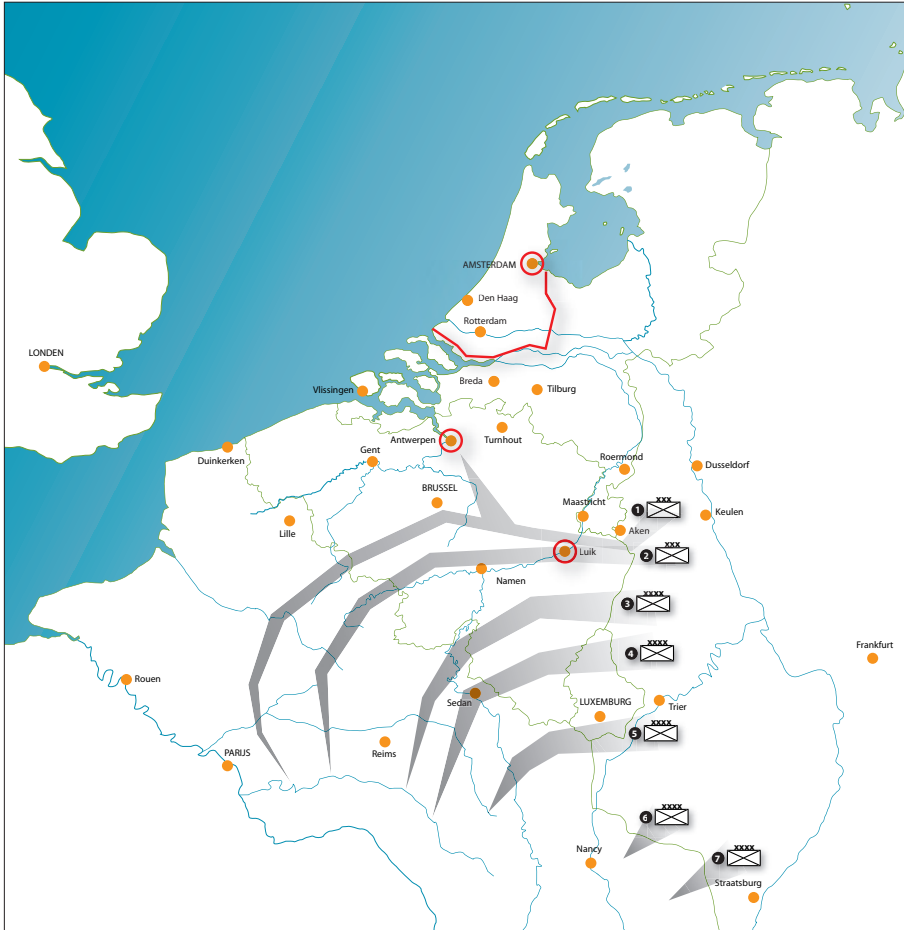 AMSTERDAM
Den Haag
Rotterdam
LONDEN
Breda
Tilburg
Vlissingen
Turnhout
Antwerpen
Gent
Duinkerken
Roermond
Dusseldorf
BRUSSEL
Maastricht
1 xxx
Keulen
Lille
Aken
2 xxx
Luik
Namen
3 xxxx
4 xxxx
Frankfurt
Rouen
Sedan
LUXEMBURG
Trier
5 xxxx
PARIJS
Reims
6 xxxx
Nancy
7 xxxx
Straatsburg